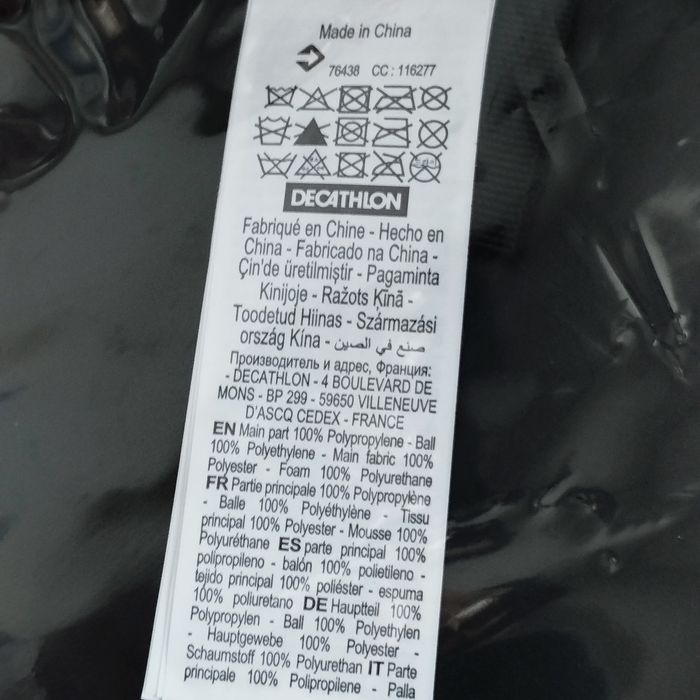 Made in China
76438 CC : 116277
DECATHLON
Fabriqué en Chine - Hecho en
China - Fabricado na China -
Çin'de üretilmiştir - Pagaminta
Kinijoje - Ražots Ķīnā -
Toodetud Hiinas - Származási
ország Kína - صنع في الصين
Производитель и адрес, Франция:
- DECATHLON - 4 BOULEVARD DE
MONS - BP 299 - 59650 VILLENEUVE
D'ASCQ CEDEX - FRANCE
EN Main part 100% Polypropylene - Ball
100% Polyethylene - Main fabric 100%
Polyester - Foam 100% Polyurethane
FR Partie principale 100% Polypropylène
- Balle 100% Polyéthylène - Tissu
principal 100% Polyester - Mousse 100%
Polyuréthane ES parte principal 100%
polipropileno - balón 100% polietileno -
tejido principal 100% poliéster - espuma
100% poliuretano DE Hauptteil 100%
Polypropylen - Ball 100% Polyethylen
- Hauptgewebe 100% Polyester -
Schaumstoff 100% Polyurethan IT Parte
principale 100% Polipropilene - Palla